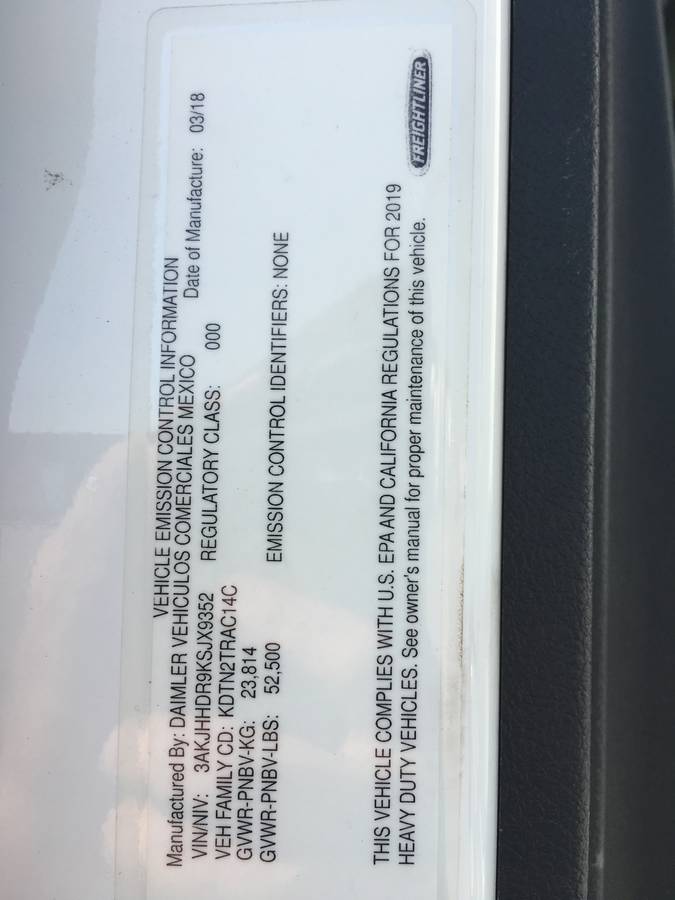 VEHICLE EMISSION CONTROL INFORMATION
Manufactured By: DAIMLER VEHICULOS COMERCIALES MEXICO Date of Manufacture: 03/18
VIN/NIV: 3AKJHHDR9KSJX9352 REGULATORY CLASS: 000
VEH FAMILY CD: KDTN2TRAC14C
GVWR-PNBV-KG: 23,814
GVWR-PNBV-LBS: 52,500 EMISSION CONTROL IDENTIFIERS: NONE
THIS VEHICLE COMPLIES WITH U.S. EPA AND CALIFORNIA REGULATIONS FOR 2019
HEAVY DUTY VEHICLES. See owner's manual for proper maintenance of this vehicle.
FREIGHTLINER